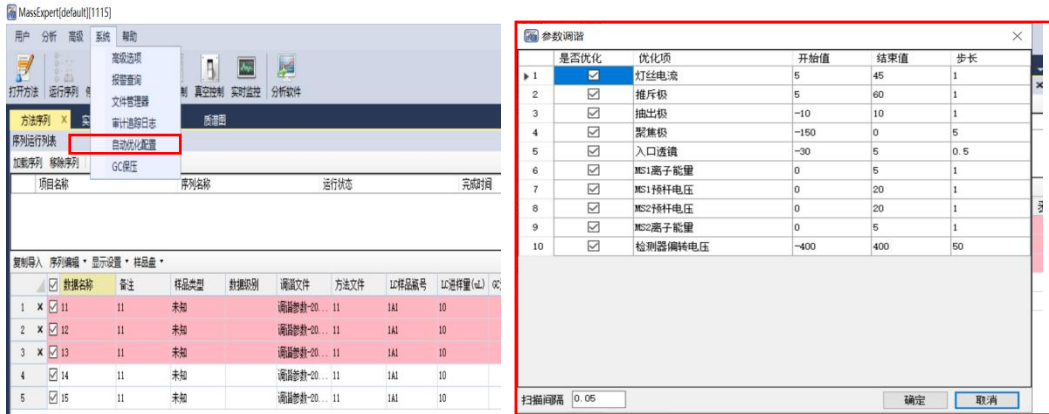 MassExpert[default][1115]
用户 分析 高级 系统 帮助
高级选项
报警查询
文件管理器
审计追踪日志
自动优化配置
GC保压
打开方法 运行序列 真空控制 实时监控 分析软件
方法序列 × 质谱图
序列运行列表
加载序列 移除序列
项目名称 序列名称 运行状态 完成时间
复制导入 序列编辑 显示设置 样品盘
数据名称 备注 样品类型 数据级别 调谐文件 方法文件 LC样品瓶号 LC进样量(uL)
1 × 11 11 未知 调谐参数-20... 11 1A1 10
2 × 12 11 未知 调谐参数-20... 11 1A1 10
3 × 13 11 未知 调谐参数-20... 11 1A1 10
4 14 11 未知 调谐参数-20... 11 1A1 10
5 15 11 未知 调谐参数-20... 11 1A1 10
参数调谐
是否优化 优化项 开始值 结束值 步长
1 灯丝电流 5 45 1
2 推斥极 5 60 1
3 抽出极 -10 10 1
4 聚焦极 -150 0 5
5 入口透镜 -30 5 0.5
6 MS1离子能量 0 5 1
7 MS1预杆电压 0 20 1
8 MS2预杆电压 0 20 1
9 MS2离子能量 0 5 1
10 检测器偏转电压 -400 400 50
扫描间隔 0.05 确定 取消